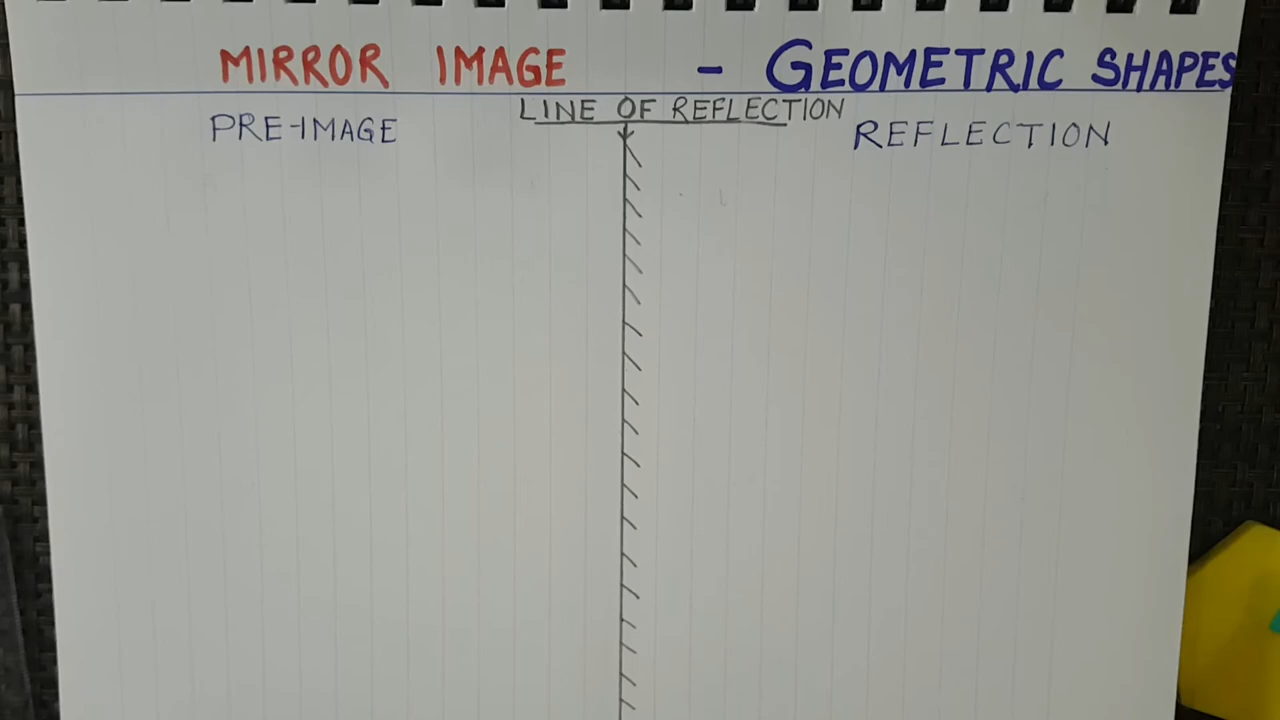 MIRROR IMAGE - GEOMETRIC SHAPES
LINE OF REFLECTION
PRE-IMAGE
REFLECTION